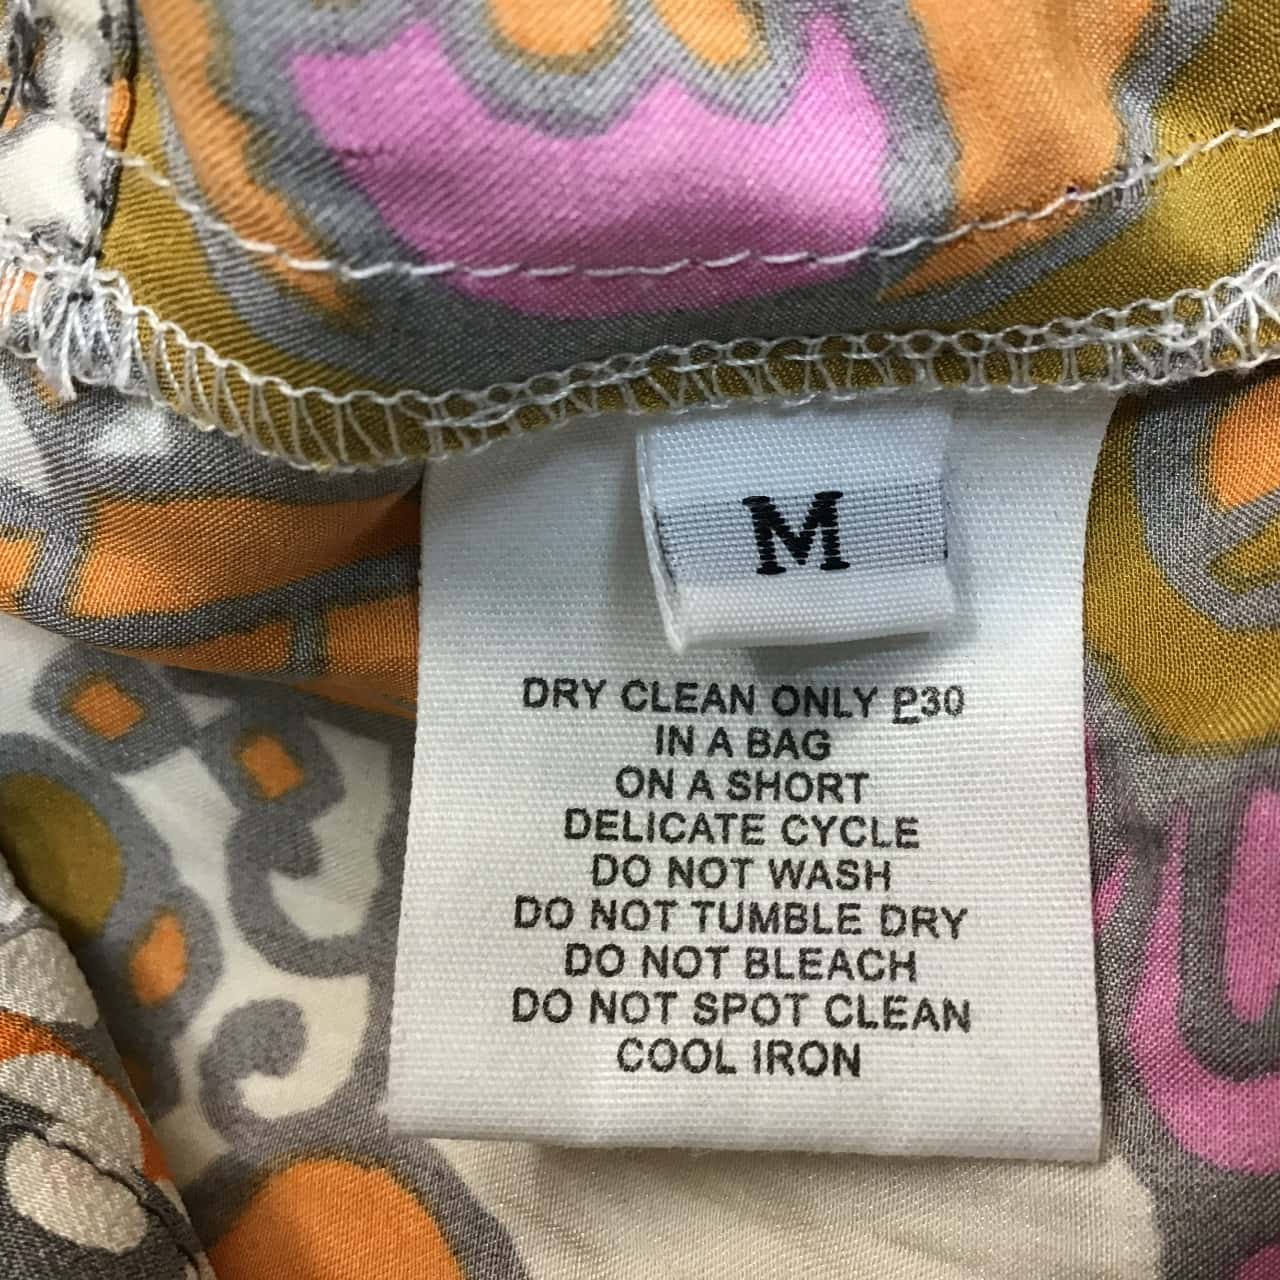 M
DRY CLEAN ONLY P30
IN A BAG
ON A SHORT
DELICATE CYCLE
DO NOT WASH
DO NOT TUMBLE DRY
DO NOT BLEACH
DO NOT SPOT CLEAN
COOL IRON